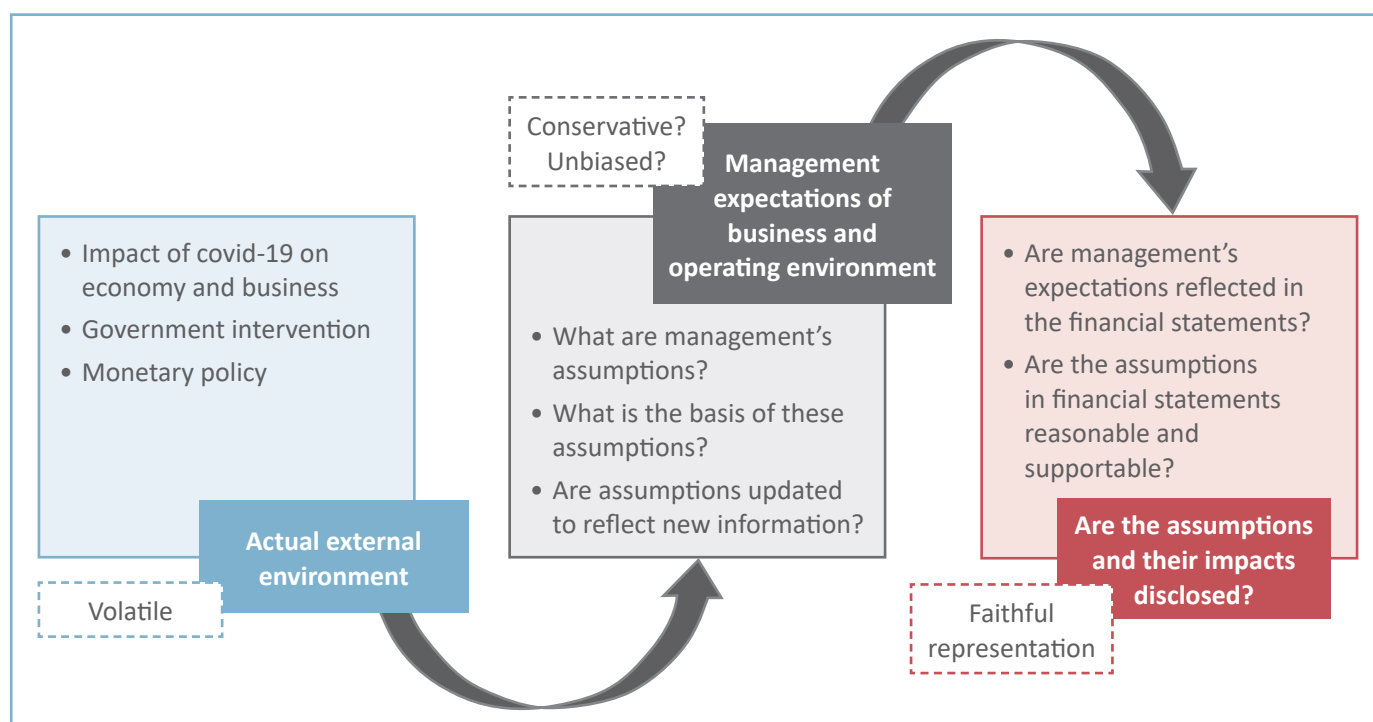 • Impact of covid-19 on
economy and business
• Government intervention
• Monetary policy
Actual external
environment
Volatile
Conservative?
Unbiased?
Management
expectations of
business and
operating environment
• What are management’s
assumptions?
• What is the basis of these
assumptions?
• Are assumptions updated
to reflect new information?
• Are management’s
expectations reflected in
the financial statements?
• Are the assumptions
in financial statements
reasonable and
supportable?
Are the assumptions
and their impacts
disclosed?
Faithful
representation